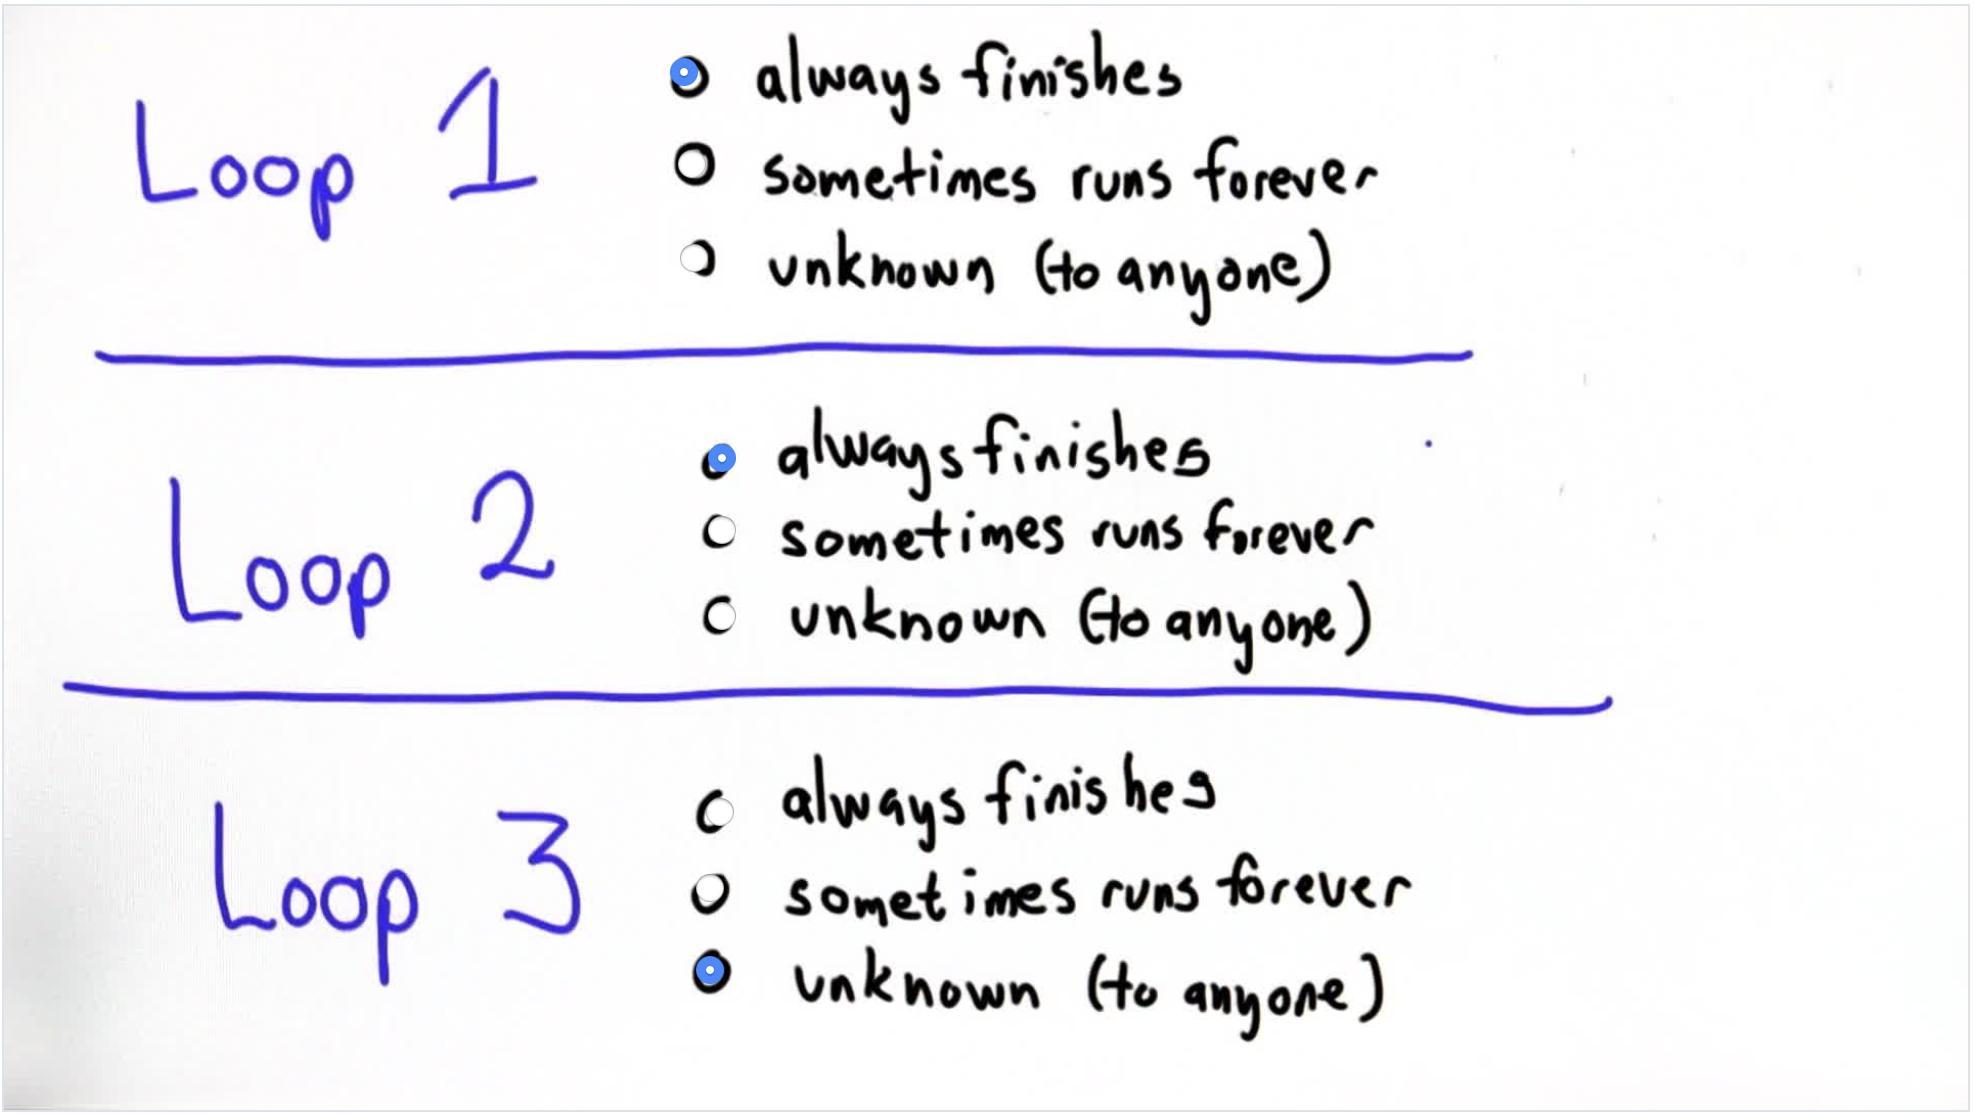 Loop 1
always finishes
sometimes runs forever
unknown (to anyone)
Loop 2
always finishes
sometimes runs forever
unknown (to anyone)
Loop 3
always finishes
sometimes runs forever
unknown (to anyone)